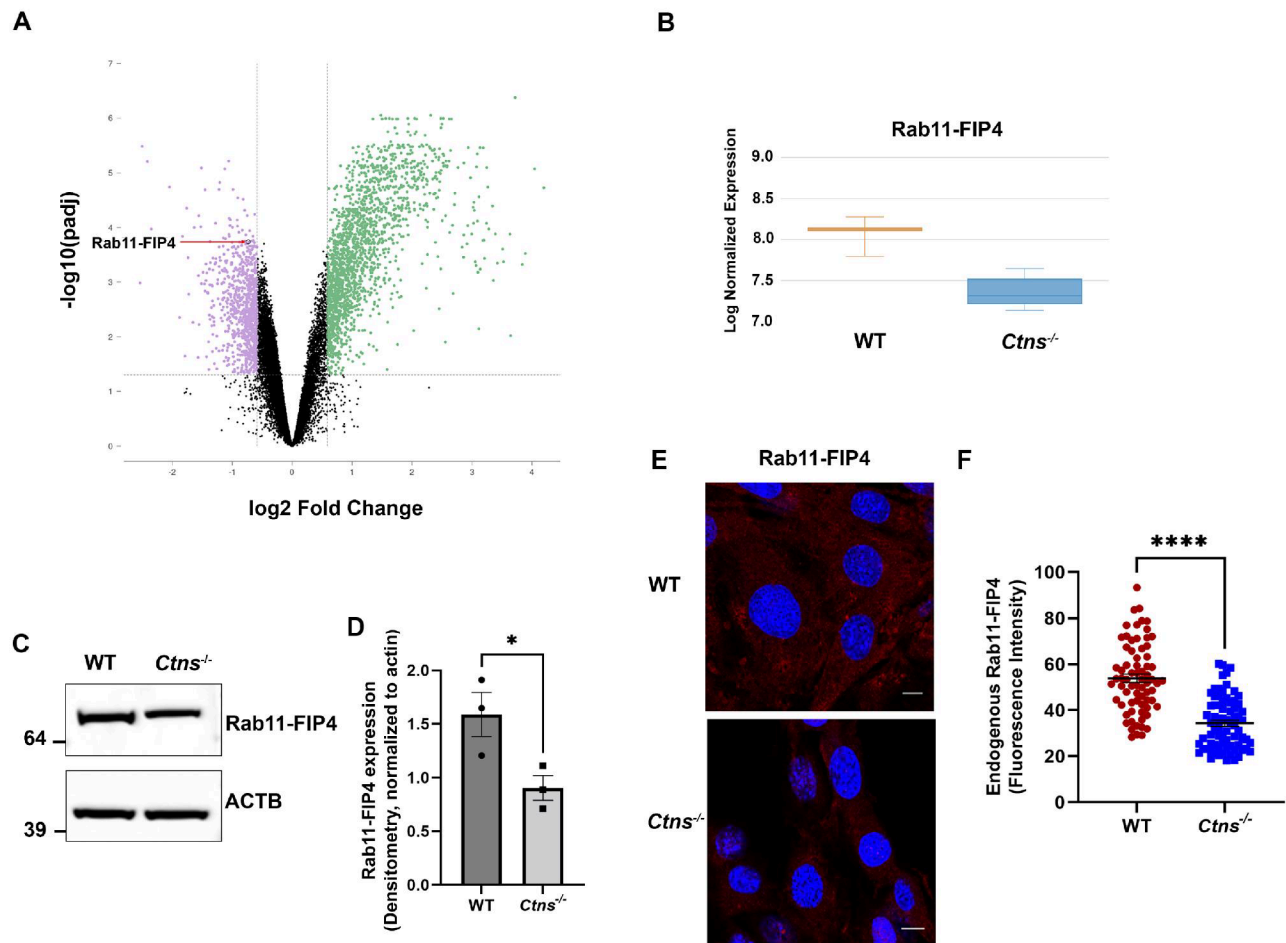 A
7
6
5
4
3
2
1
0
-log10(padj)
Rab11-FIP4
-2
-1
0
1
2
3
4
log2 Fold Change
B
Rab11-FIP4
Log Normalized Expression
9.0
8.5
8.0
7.5
7.0
WT
Ctns-/-
C
WT
Ctns-/-
Rab11-FIP4
64
ACTB
39
D
Rab11-FIP4 expression
(Densitometry, normalized to actin)
2.0
1.5
1.0
0.5
0.0
*
WT
Ctns-/-
E
Rab11-FIP4
WT
Ctns-/-
F
Endogenous Rab11-FIP4
(Fluorescence Intensity)
100
80
60
40
20
0
****
WT
Ctns-/-